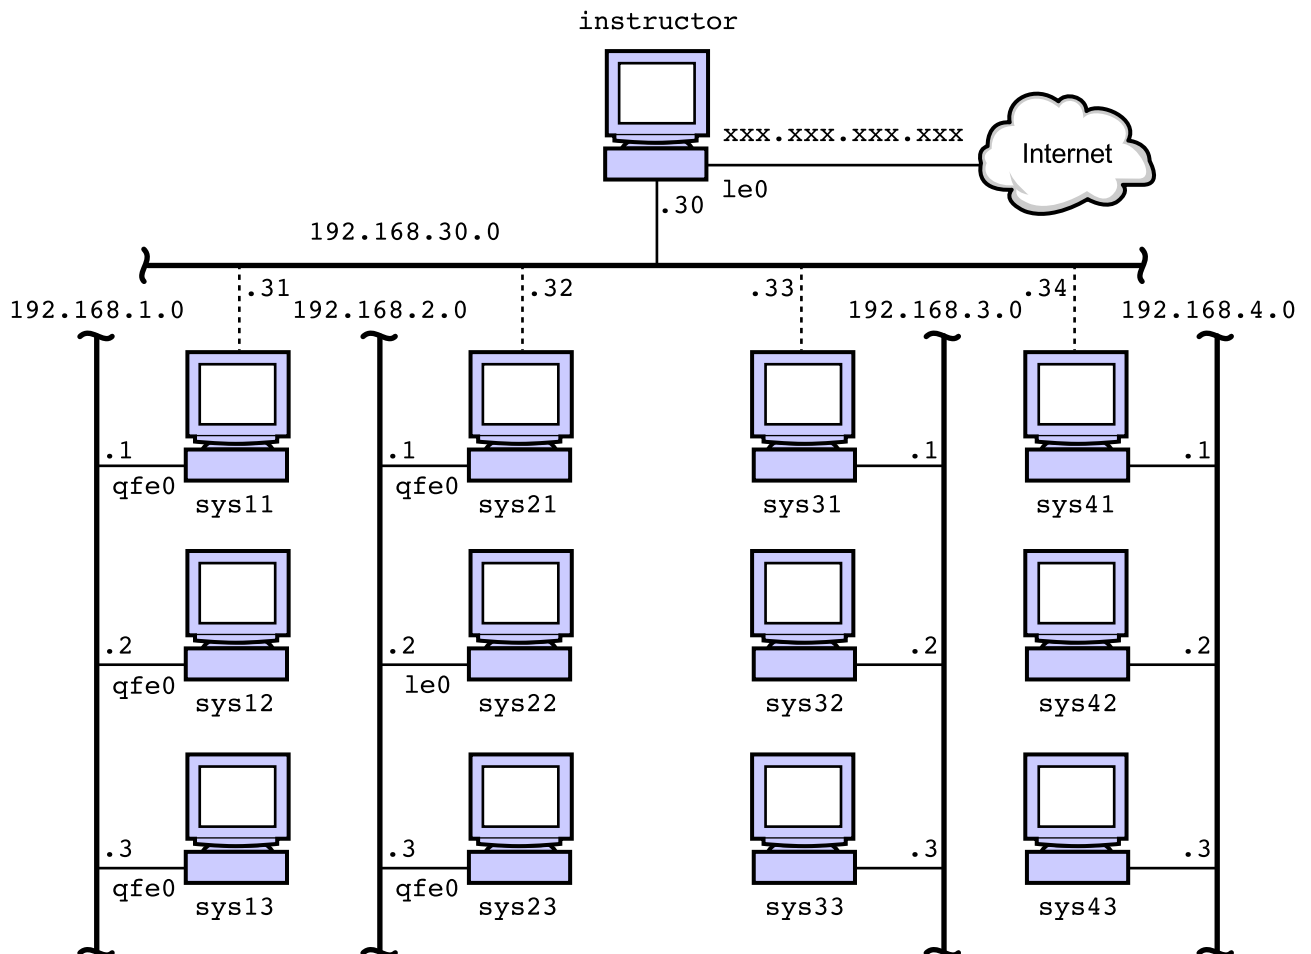 instructor
xxx.xxx.xxx.xxx
Internet
le0
.30
192.168.30.0
.31
.32
.33
.34
192.168.1.0
192.168.2.0
192.168.3.0
192.168.4.0
.1
.1
.1
.1
qfe0
qfe0
sys11
sys21
sys31
sys41
.2
.2
.2
.2
qfe0
le0
sys12
sys22
sys32
sys42
.3
.3
.3
.3
qfe0
qfe0
sys13
sys23
sys33
sys43